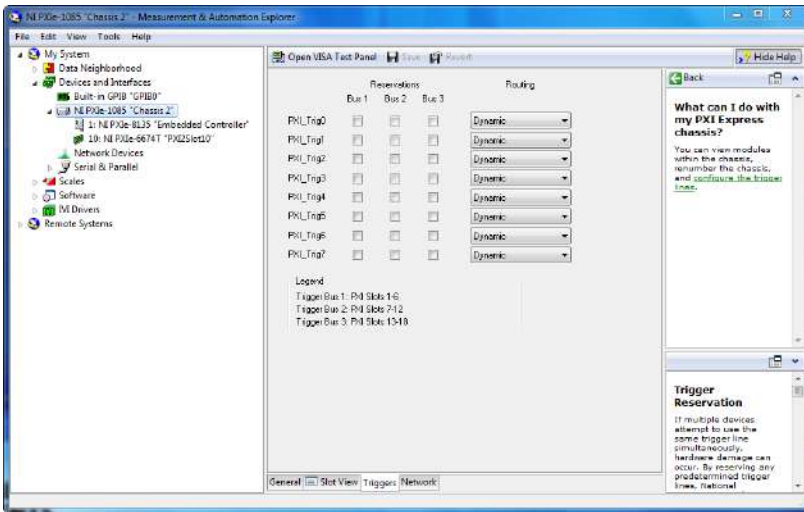 NI PXIe-1085 "Chassis 2" - Measurement & Automation Explorer
File Edit View Tools Help
My System
Data Neighborhood
Devices and Interfaces
Built-in GPIB "GPIB0"
NI PXIe-1085 "Chassis 2"
1: NI PXIe-8135 "Embedded Controller"
10: NI PXIe-6674T "PXI2Slot10"
Network Devices
Serial & Parallel
Scales
Software
IVI Drivers
Remote Systems
Open VISA Test Panel Save Revert
Hide Help
Reservations Routing
Bus 1 Bus 2 Bus 3
PXI_Trig0 Dynamic
PXI_Trig1 Dynamic
PXI_Trig2 Dynamic
PXI_Trig3 Dynamic
PXI_Trig4 Dynamic
PXI_Trig5 Dynamic
PXI_Trig6 Dynamic
PXI_Trig7 Dynamic
Legend
Trigger Bus 1: PXI Slots 1-6
Trigger Bus 2: PXI Slots 7-12
Trigger Bus 3: PXI Slots 13-18
General Slot View Triggers Network
Back
What can I do with
my PXI Express
chassis?
You can view modules
within the chassis,
renumber the chassis,
and configure the trigger
lines.
Trigger
Reservation
If multiple devices
attempt to use the
same trigger line
simultaneously,
hardware damage can
occur. By reserving any
predetermined trigger
lines, National